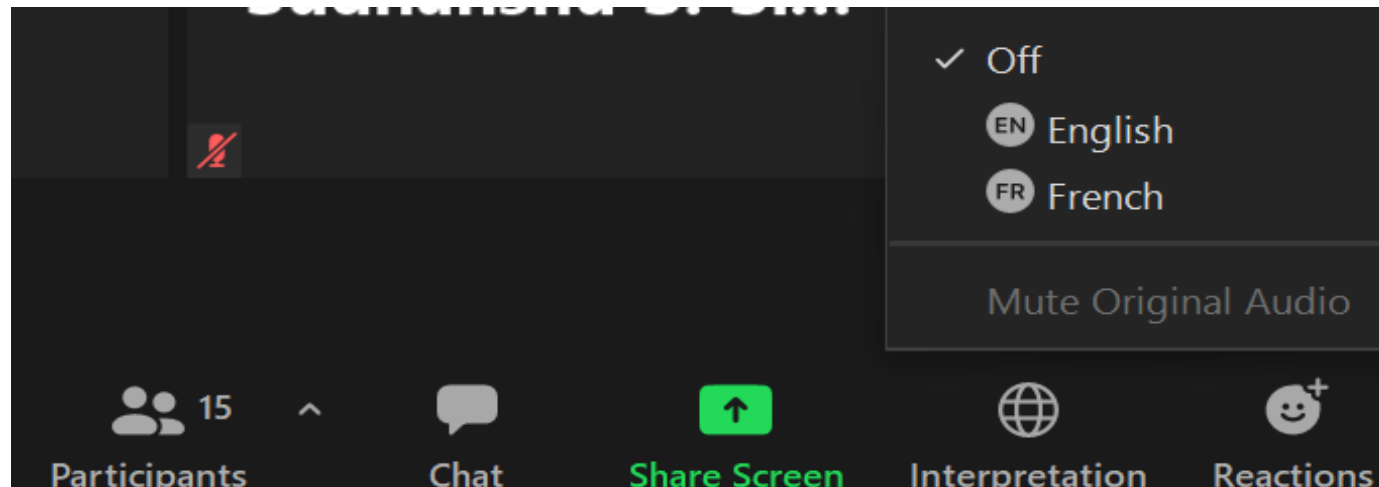 Off
EN English
FR French
Mute Original Audio
15
Participants
Chat
Share Screen
Interpretation
Reactions